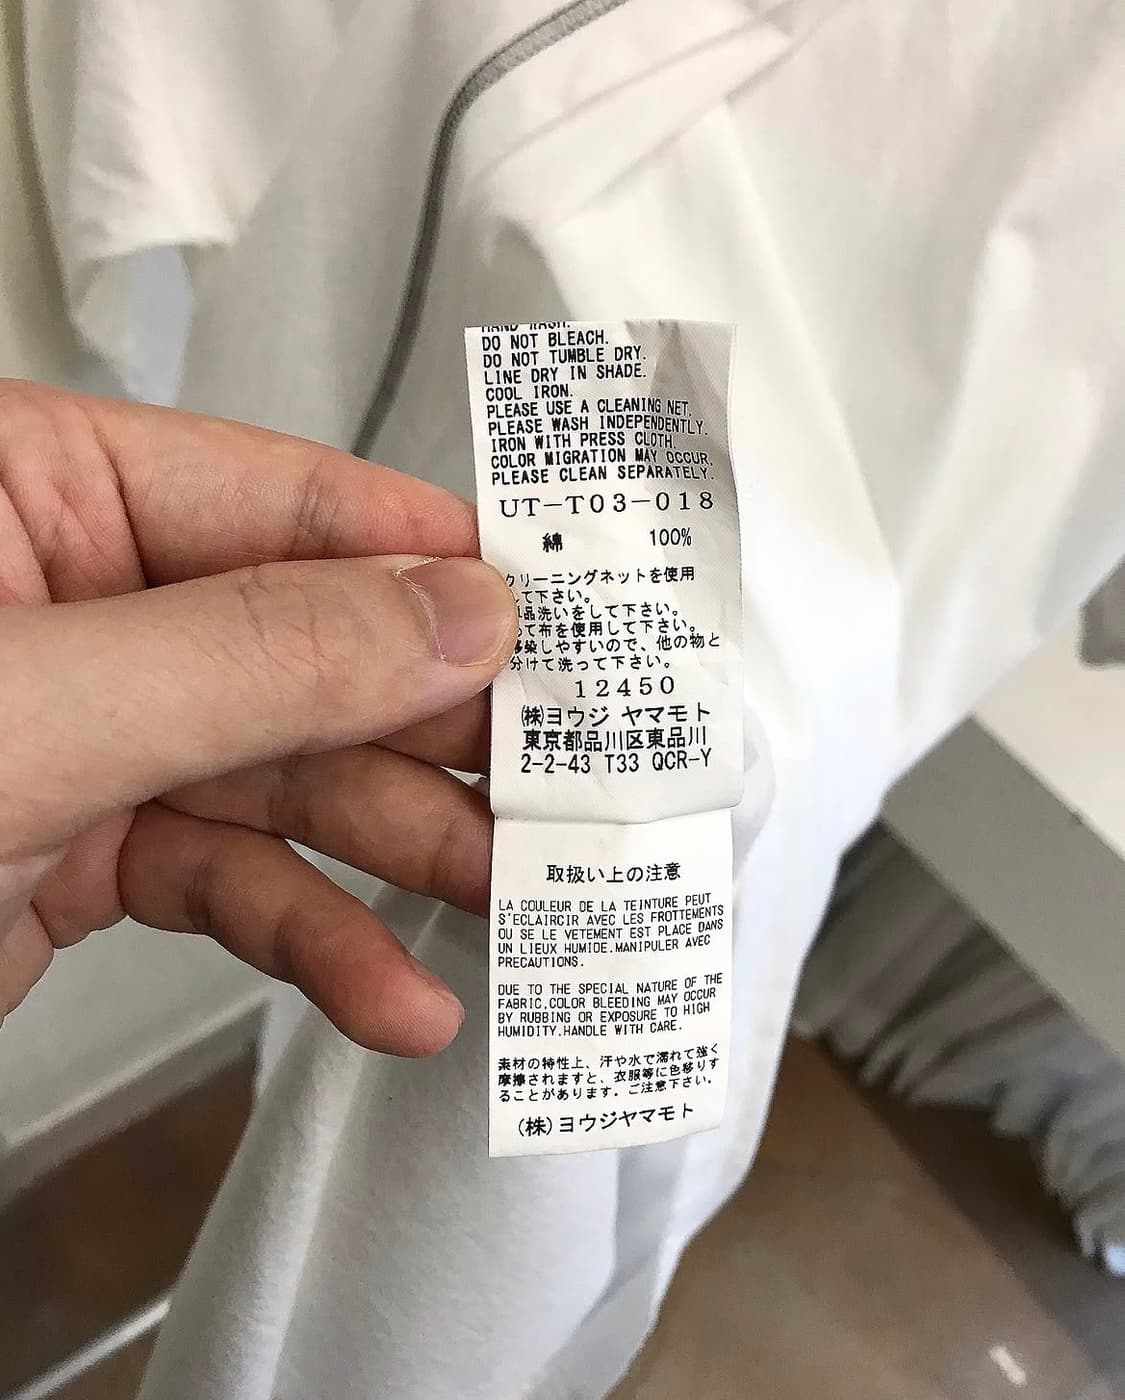 HAND WASH.
DO NOT BLEACH.
DO NOT TUMBLE DRY.
LINE DRY IN SHADE.
COOL IRON.
PLEASE USE A CLEANING NET.
PLEASE WASH INDEPENDENTLY.
IRON WITH PRESS CLOTH.
COLOR MIGRATION MAY OCCUR.
PLEASE CLEAN SEPARATELY.
UT-T03-018
綿 100%
クリーニングネットを使用
して下さい。
品洗いをして下さい。
て布を使用して下さい。
染しやすいので、他の物と
分けて洗って下さい。
12450
㈱ヨウジ ヤマモト
東京都品川区東品川
2-2-43 T33 QCR-Y
取扱い上の注意
LA COULEUR DE LA TEINTURE PEUT
S'ECLAIRCIR AVEC LES FROTTEMENTS
OU SE LE VETEMENT EST PLACE DANS
UN LIEUX HUMIDE.MANIPULER AVEC
PRECAUTIONS.
DUE TO THE SPECIAL NATURE OF THE
FABRIC.COLOR BLEEDING MAY OCCUR
BY RUBBING OR EXPOSURE TO HIGH
HUMIDITY.HANDLE WITH CARE.
素材の特性上、汗や水で濡れて強く
摩擦されますと、衣服等に色移りす
ることがあります。ご注意下さい。
(株)ヨウジヤマモト